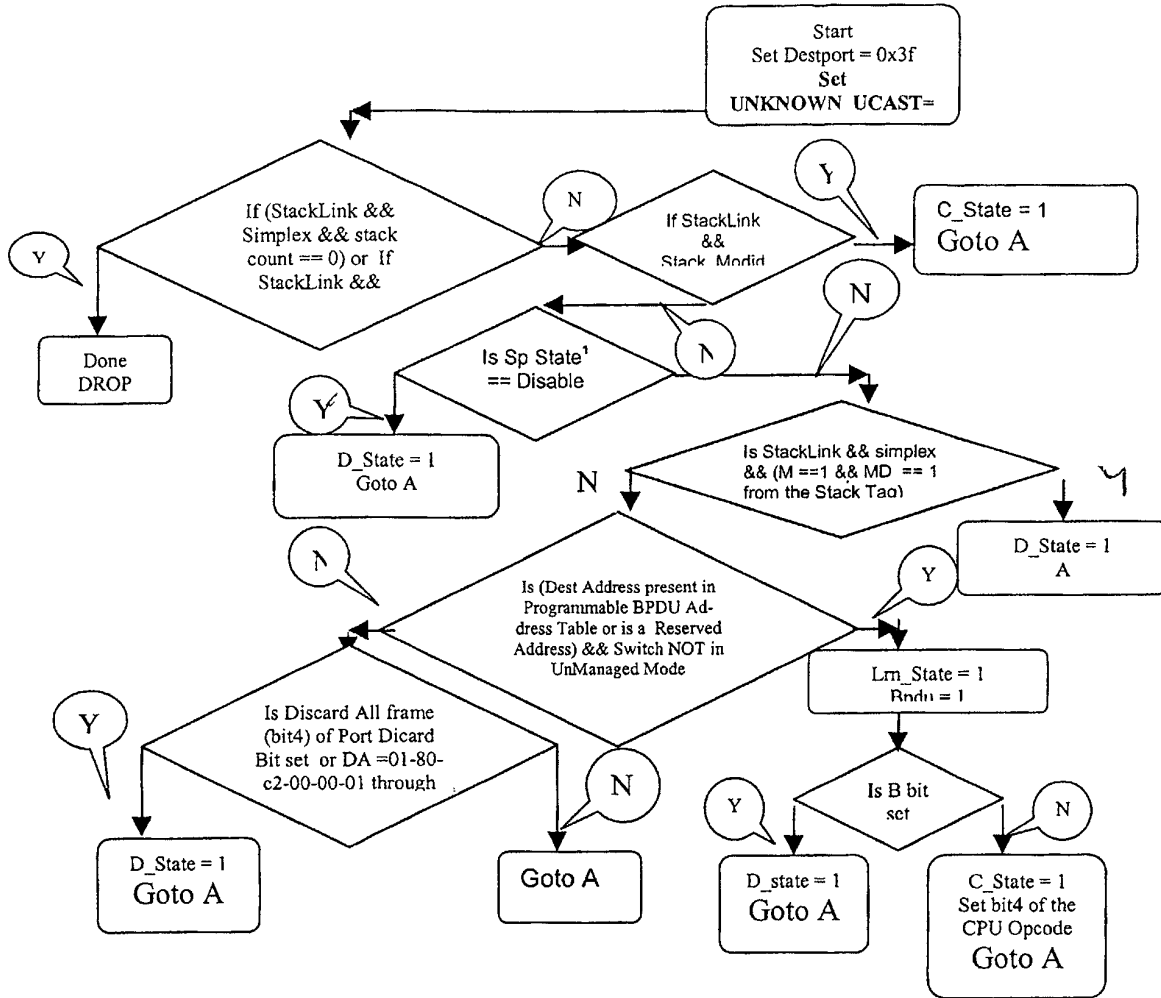 Start
Set Destport = 0x3f
Set
UNKNOWN UCAST=
If (StackLink &&
Simplex && stack
count == 0) or If
StackLink &&
Y
Done
DROP
N
If StackLink
&&
Stack Modid
Y
C_State = 1
Goto A
N
N
Is Sp State¹
== Disable
Y
D_State = 1
Goto A
Is StackLink && simplex
&& (M ==1 && MD == 1
from the Stack Tag)
N
Y
D_State = 1
A
Is (Dest Address present in
Programmable BPDU Ad-
dress Table or is a Reserved
Address) && Switch NOT in
UnManaged Mode
N
Y
Lrn_State = 1
Bpdu = 1
Is Discard All frame
(bit4) of Port Dicard
Bit set or DA =01-80-
c2-00-00-01 through
Y
D_State = 1
Goto A
N
Goto A
Is B bit
set
Y
D_state = 1
Goto A
N
C_State = 1
Set bit4 of the
CPU Opcode
Goto A